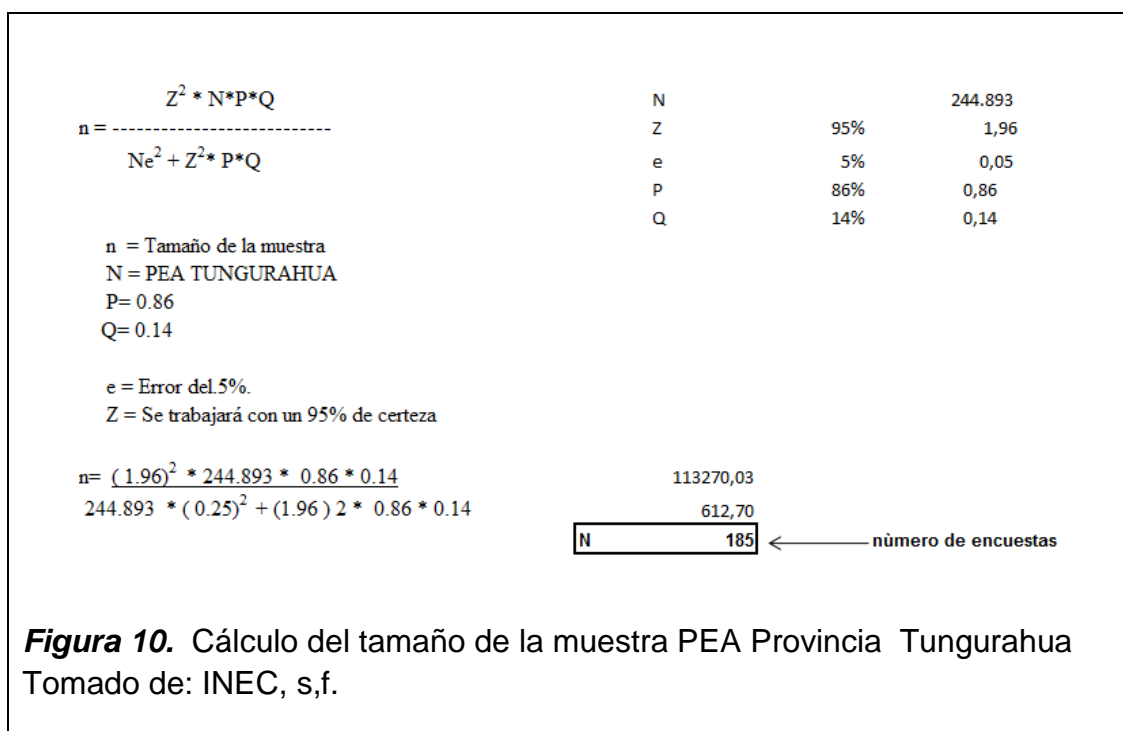 Z² * N*P*Q
n = ---------------------------
Ne² + Z²* P*Q
N 244.893
Z 95% 1,96
e 5% 0,05
P 86% 0,86
Q 14% 0,14
n = Tamaño de la muestra
N = PEA TUNGURAHUA
P= 0.86
Q= 0.14
e = Error del.5%.
Z = Se trabajará con un 95% de certeza
n= ( 1.96)² * 244.893 * 0.86 * 0.14
244.893 * ( 0.25)² + (1.96 ) 2 * 0.86 * 0.14
113270,03
612,70
N 185 nùmero de encuestas
Figura 10. Cálculo del tamaño de la muestra PEA Provincia Tungurahua
Tomado de: INEC, s,f.